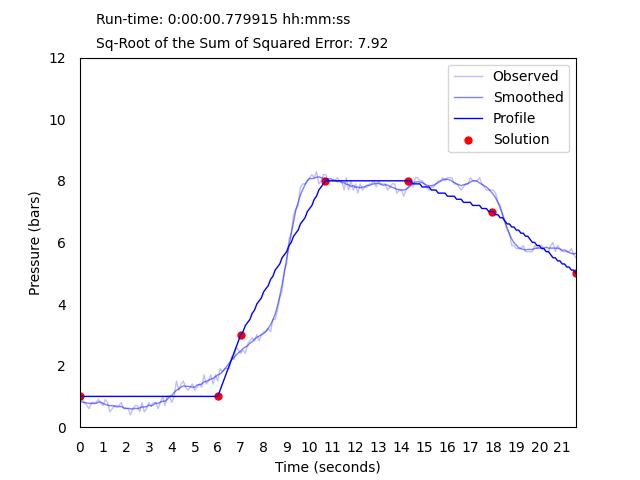 Run-time: 0:00:00.779915 hh:mm:ss
Sq-Root of the Sum of Squared Error: 7.92
12
10
8
6
4
2
0
Pressure (bars)
Observed
Smoothed
Profile
Solution
0 1 2 3 4 5 6 7 8 9 10 11 12 13 14 15 16 17 18 19 20 21
Time (seconds)